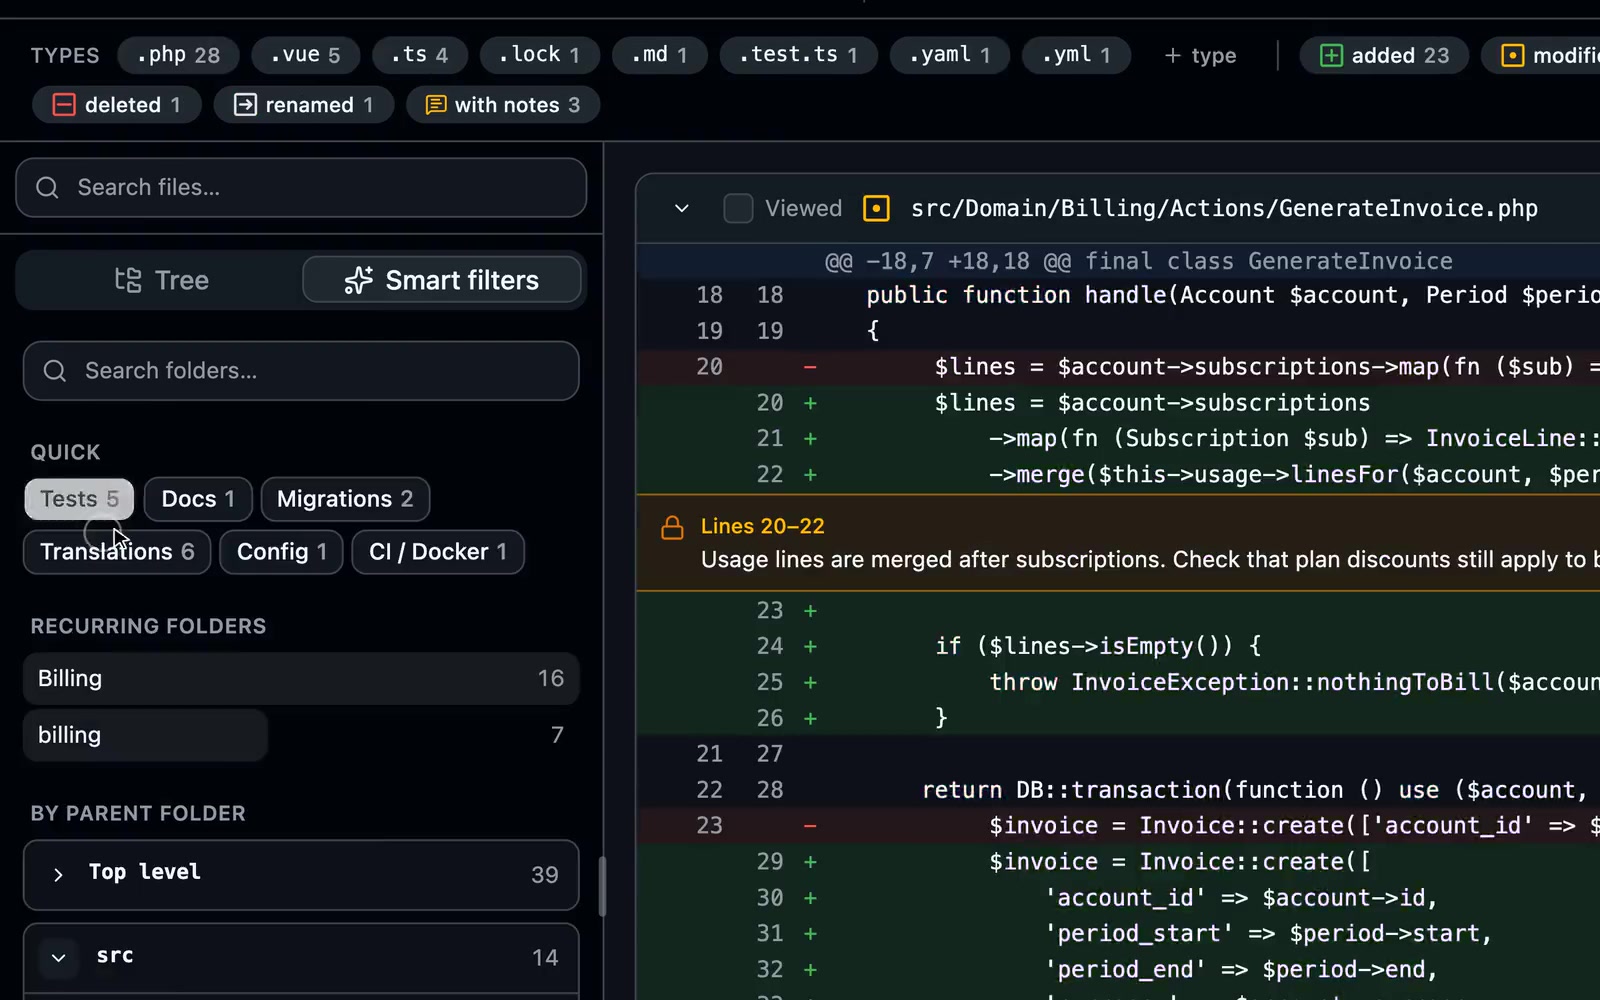 TYPES .php 28 .vue 5 .ts 4 .lock 1 .md 1 .test.ts 1 .yaml 1 .yml 1 + type added 23 modifi
deleted 1 renamed 1 with notes 3
Search files...
Tree Smart filters
Search folders...
QUICK
Tests 5 Docs 1 Migrations 2
Translations 6 Config 1 CI / Docker 1
RECURRING FOLDERS
Billing 16
billing 7
BY PARENT FOLDER
Top level 39
src 14
Viewed src/Domain/Billing/Actions/GenerateInvoice.php
@@ -18,7 +18,18 @@ final class GenerateInvoice
18 18 public function handle(Account $account, Period $perio
19 19 {
20 - $lines = $account->subscriptions->map(fn ($sub) =
20 + $lines = $account->subscriptions
21 + ->map(fn (Subscription $sub) => InvoiceLine::
22 + ->merge($this->usage->linesFor($account, $per
Lines 20–22
Usage lines are merged after subscriptions. Check that plan discounts still apply to b
23 +
24 + if ($lines->isEmpty()) {
25 + throw InvoiceException::nothingToBill($accoun
26 + }
21 27
22 28 return DB::transaction(function () use ($account,
23 - $invoice = Invoice::create(['account_id' => $
29 + $invoice = Invoice::create([
30 + 'account_id' => $account->id,
31 + 'period_start' => $period->start,
32 + 'period_end' => $period->end,